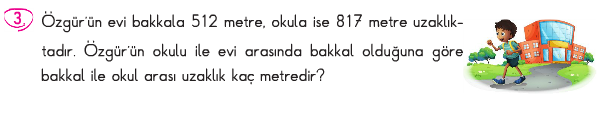 3. Özgür'ün evi bakkala 512 metre, okula ise 817 metre uzaklık-
tadır. Özgür'ün okulu ile evi arasında bakkal olduğuna göre
bakkal ile okul arası uzaklık kaç metredir?